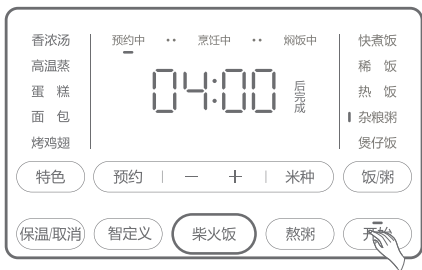 香浓汤
高温蒸
蛋 糕
面 包
烤鸡翅
预约中 烹饪中 焖饭中
04:00 后完成
快煮饭
稀 饭
热 饭
杂粮粥
煲仔饭
特色 预约 — + 米种 饭/粥
保温/取消 智定义 柴火饭 熬粥 开始